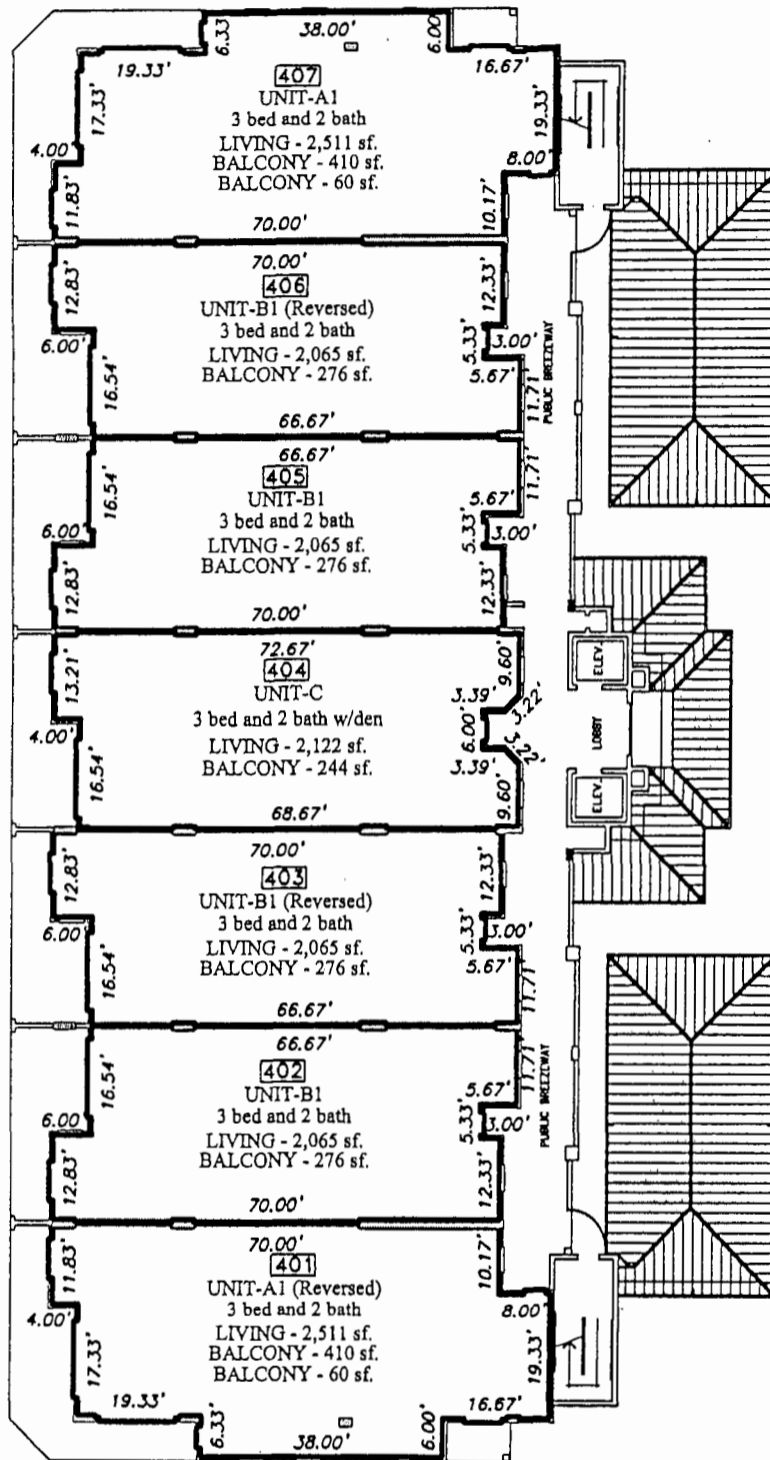 38.00'
6.33'
6.00'
19.33'
16.67'
407
UNIT-A1
3 bed and 2 bath
LIVING - 2,511 sf.
BALCONY - 410 sf.
BALCONY - 60 sf.
17.33'
19.33'
4.00'
8.00'
11.83'
10.17'
70.00'
70.00'
406
UNIT-B1 (Reversed)
3 bed and 2 bath
LIVING - 2,065 sf.
BALCONY - 276 sf.
12.83'
12.33'
6.00'
5.33'
3.00'
5.67'
16.54'
11.71'
PUBLIC BREEZEWAY
66.67'
66.67'
405
UNIT-B1
3 bed and 2 bath
LIVING - 2,065 sf.
BALCONY - 276 sf.
16.54'
11.71'
5.67'
6.00'
5.33'
3.00'
12.83'
12.33'
70.00'
72.67'
404
UNIT-C
3 bed and 2 bath w/den
LIVING - 2,122 sf.
BALCONY - 244 sf.
13.21'
9.60'
3.39'
3.22'
4.00'
6.00'
3.22'
3.39'
16.54'
9.60'
ELEV.
LOBBY
ELEV.
68.67'
70.00'
403
UNIT-B1 (Reversed)
3 bed and 2 bath
LIVING - 2,065 sf.
BALCONY - 276 sf.
12.83'
12.33'
6.00'
5.33'
3.00'
5.67'
16.54'
11.71
66.67'
66.67'
402
UNIT-B1
3 bed and 2 bath
LIVING - 2,065 sf.
BALCONY - 276 sf.
16.54'
11.71'
5.67'
6.00'
5.33'
3.00'
PUBLIC BREEZEWAY
12.83'
12.33'
70.00'
70.00'
401
UNIT-A1 (Reversed)
3 bed and 2 bath
LIVING - 2,511 sf.
BALCONY - 410 sf.
BALCONY - 60 sf.
11.83'
10.17'
4.00'
8.00'
17.33'
19.33'
19.33'
16.67'
6.33'
6.00'
38.00'